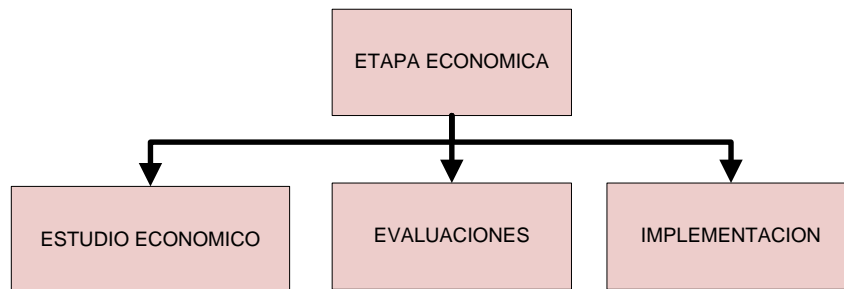 ETAPA ECONOMICA
ESTUDIO ECONOMICO
EVALUACIONES
IMPLEMENTACION